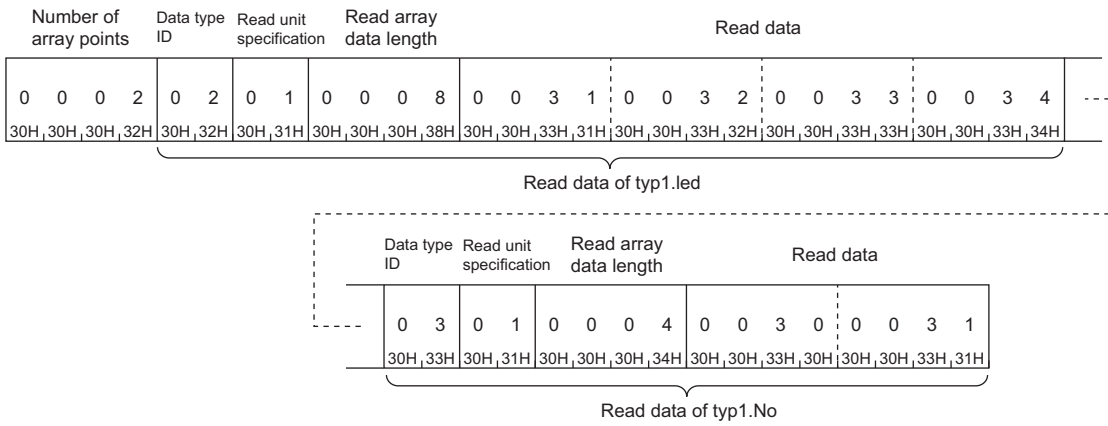 Number of array points
Data type ID
Read unit specification
Read array data length
Read data
0 0 0 2 0 2 0 1 0 0 0 8 0 0 3 1 0 0 3 2 0 0 3 3 0 0 3 4
30H 30H 30H 32H 30H 32H 30H 31H 30H 30H 30H 38H 30H 30H 33H 31H 30H 30H 33H 32H 30H 30H 33H 33H 30H 30H 33H 34H
Read data of typ1.led
Data type ID
Read unit specification
Read array data length
Read data
0 3 0 1 0 0 0 4 0 0 3 0 0 0 3 1
30H 33H 30H 31H 30H 30H 30H 34H 30H 30H 33H 30H 30H 30H 33H 31H
Read data of typ1.No